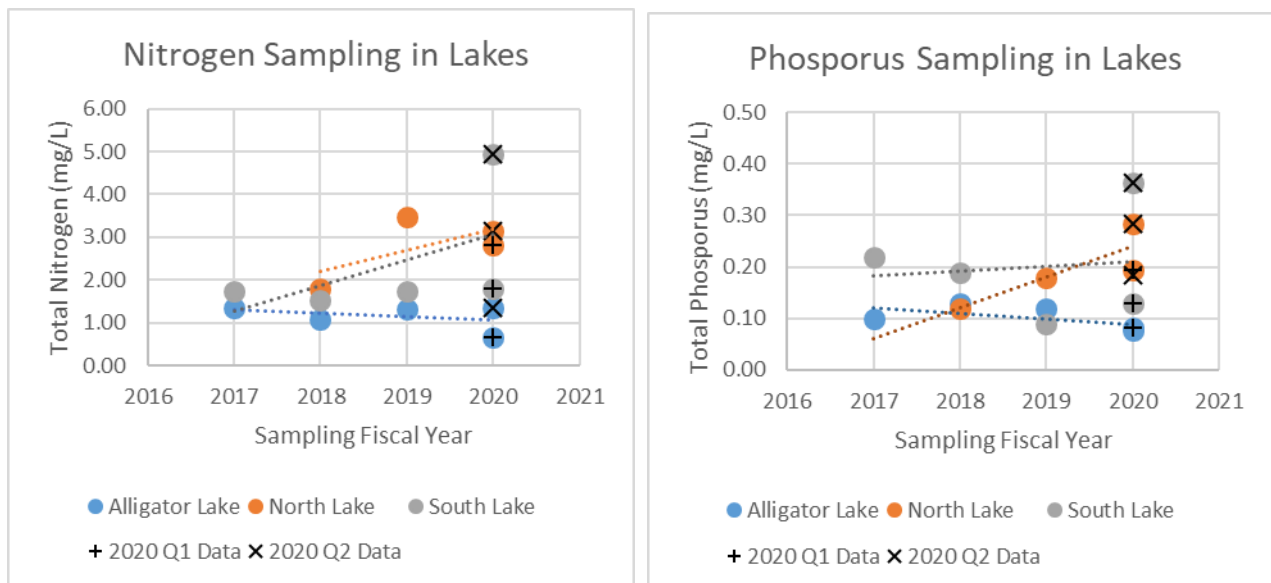 Nitrogen Sampling in Lakes
Total Nitrogen (mg/L)
6.00
5.00
4.00
3.00
2.00
1.00
0.00
2016 2017 2018 2019 2020 2021
Sampling Fiscal Year
Alligator Lake North Lake South Lake
2020 Q1 Data 2020 Q2 Data
Phosporus Sampling in Lakes
Total Phosporus (mg/L)
0.50
0.40
0.30
0.20
0.10
0.00
2016 2017 2018 2019 2020 2021
Sampling Fiscal Year
Alligator Lake North Lake South Lake
2020 Q1 Data 2020 Q2 Data